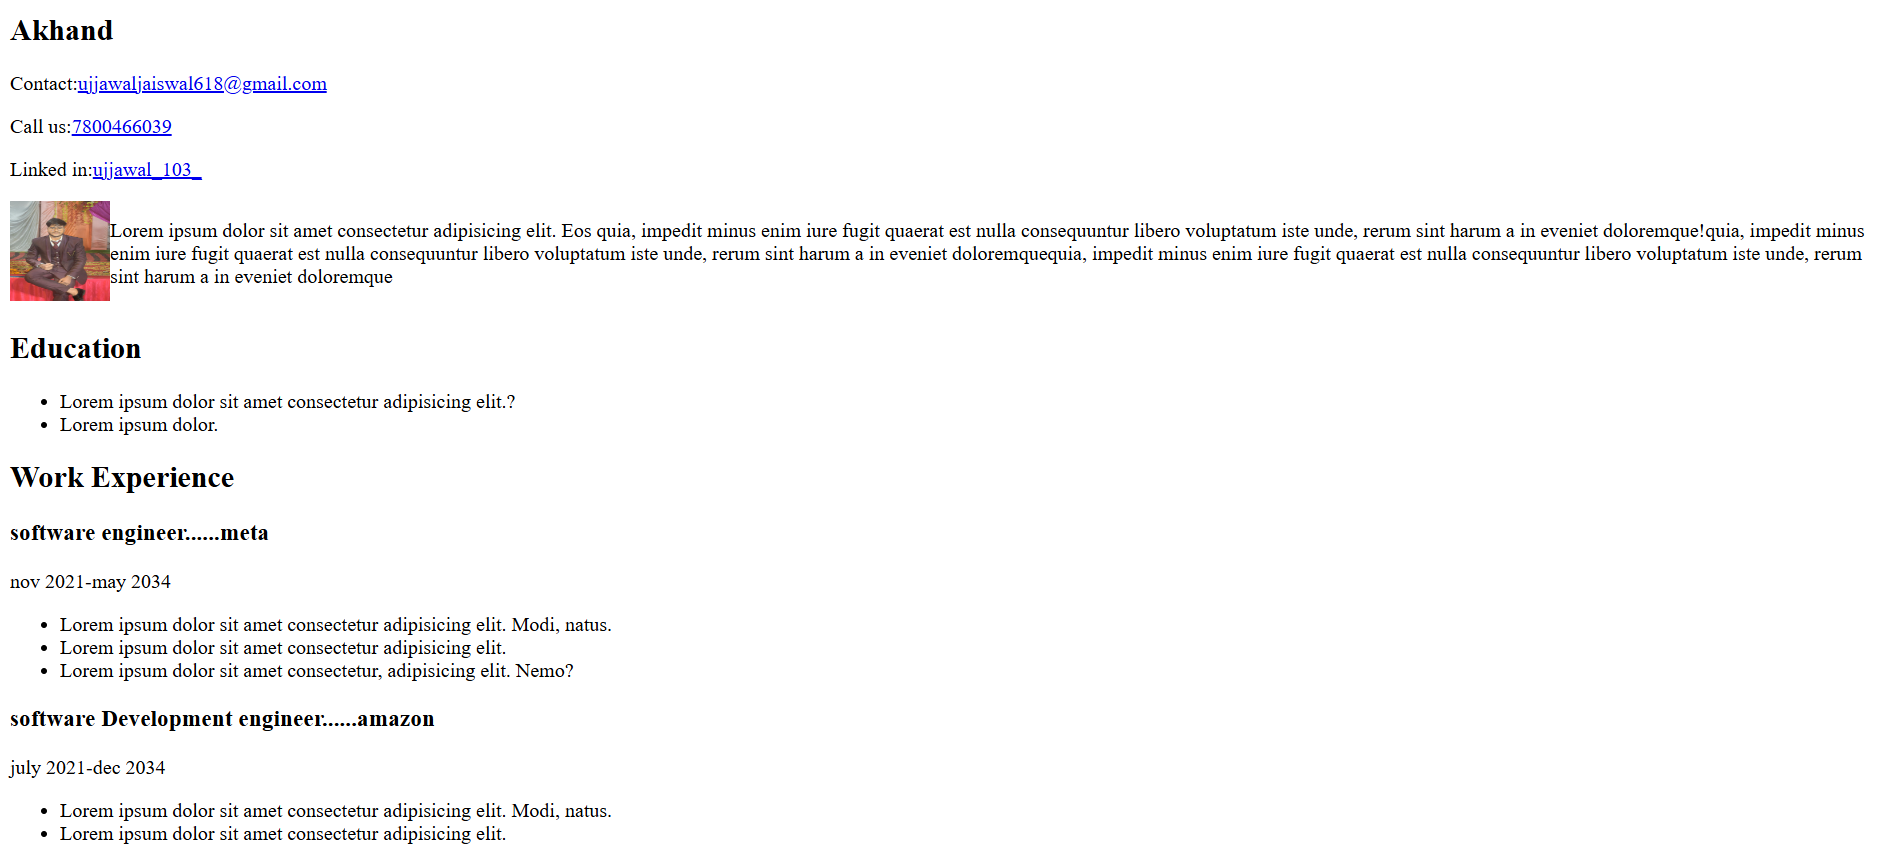 Akhand
Contact:ujjawaljaiswal618@gmail.com
Call us:7800466039
Linked in:ujjawal_103_
Lorem ipsum dolor sit amet consectetur adipisicing elit. Eos quia, impedit minus enim iure fugit quaerat est nulla consequuntur libero voluptatum iste unde, rerum sint harum a in eveniet doloremque!quia, impedit minus
enim iure fugit quaerat est nulla consequuntur libero voluptatum iste unde, rerum sint harum a in eveniet doloremquequia, impedit minus enim iure fugit quaerat est nulla consequuntur libero voluptatum iste unde, rerum
sint harum a in eveniet doloremque
Education
• Lorem ipsum dolor sit amet consectetur adipisicing elit.?
• Lorem ipsum dolor.
Work Experience
software engineer......meta
nov 2021-may 2034
• Lorem ipsum dolor sit amet consectetur adipisicing elit. Modi, natus.
• Lorem ipsum dolor sit amet consectetur adipisicing elit.
• Lorem ipsum dolor sit amet consectetur, adipisicing elit. Nemo?
software Development engineer......amazon
july 2021-dec 2034
• Lorem ipsum dolor sit amet consectetur adipisicing elit. Modi, natus.
• Lorem ipsum dolor sit amet consectetur adipisicing elit.